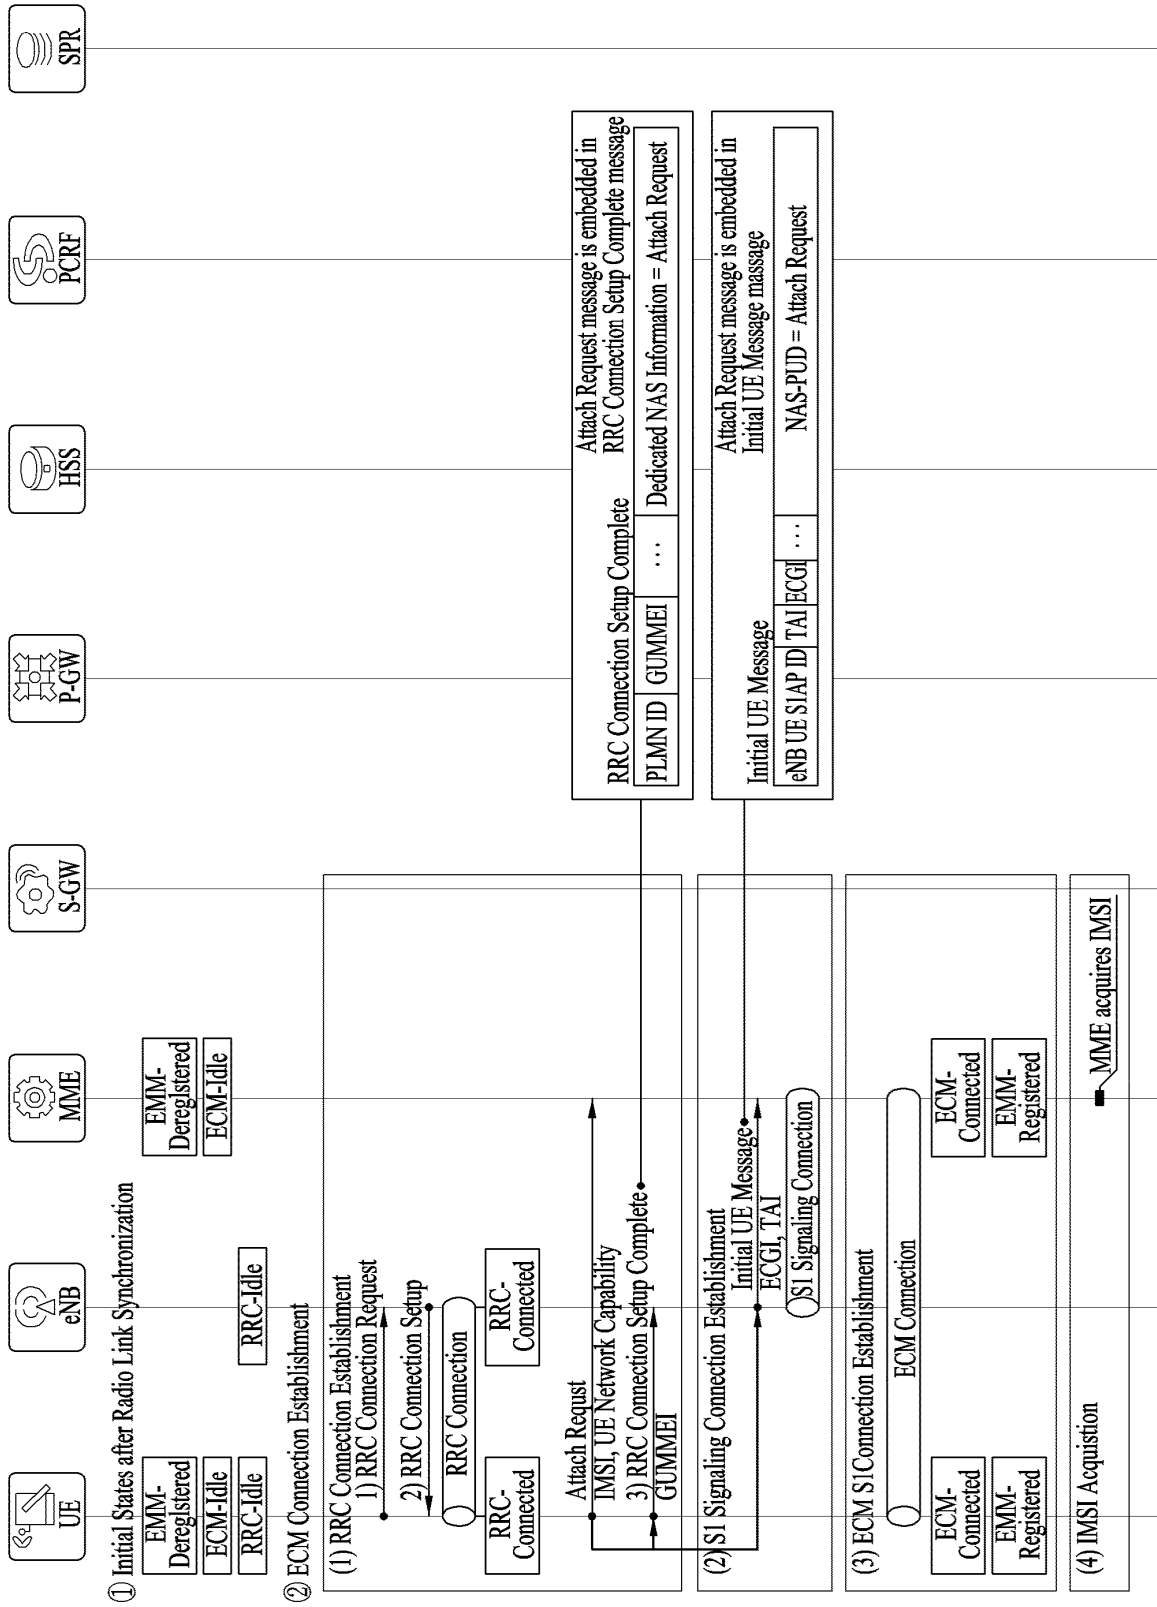 UE
eNB
MME
S-GW
P-GW
HSS
PCRF
SPR
① Initial States after Radio Link Synchronization
EMM-
Dereglstered
ECM-Idle
RRC-Idle
RRC-Idle
EMM-
Dereglstered
ECM-Idle
② ECM Connection Establishment
(1) RRC Connection Establishment
1) RRC Connection Request
2) RRC Connection Setup
RRC Connection
RRC-
Connected
RRC-
Connected
Attach Requst
IMSI, UE Network Capability
3) RRC Connection Setup Complete
GUMMEI
Attach Request message is embedded in
RRC Connection Setup Complete message
RRC Connection Setup Complete
PLMN ID GUMMEI ... Dedicated NAS Information = Attach Request
(2) S1 Signaling Connection Establishment
Initial UE Message
ECGI, TAI
S1 Signaling Connection
Attach Request message is embedded in
Initial UE Message massage
Initial UE Message
eNB UE S1AP ID TAI ECGI ... NAS-PUD = Attach Request
(3) ECM S1Connection Establishment
ECM Connection
ECM-
Connected
EMM-
Registered
ECM-
Connected
EMM-
Registered
(4) IMSI Acquistion
MME acquires IMSI